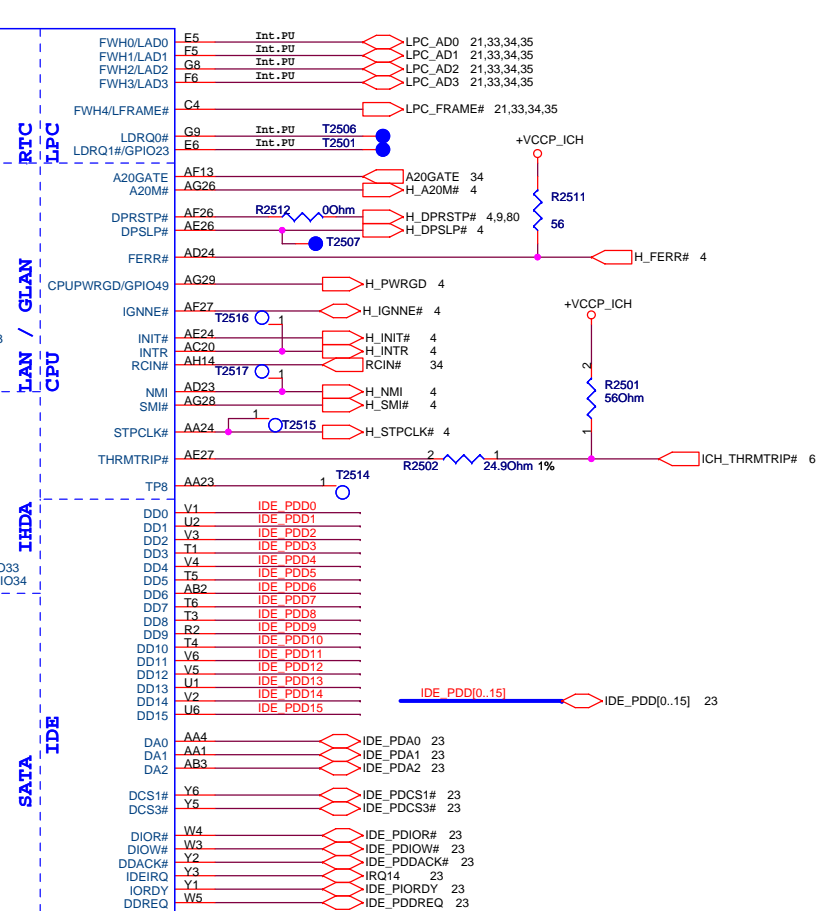 FWH0/LAD0 E5 Int.PU LPC_AD0 21,33,34,35
FWH1/LAD1 F5 Int.PU LPC_AD1 21,33,34,35
FWH2/LAD2 G8 Int.PU LPC_AD2 21,33,34,35
FWH3/LAD3 F6 Int.PU LPC_AD3 21,33,34,35
FWH4/LFRAME# C4 LPC_FRAME# 21,33,34,35
RTC
LPC
LDRQ0# G9 Int.PU T2506
LDRQ1#/GPIO23 E6 Int.PU T2501
+VCCP_ICH
A20GATE AF13 A20GATE 34
A20M# AG26 H_A20M# 4
R2511
56
DPRSTP# AF26 R2512 0Ohm H_DPRSTP# 4,9,80
DPSLP# AE26 H_DPSLP# 4
T2507
FERR# AD24 H_FERR# 4
LAN / GLAN
CPU
CPUPWRGD/GPIO49 AG29 H_PWRGD 4
+VCCP_ICH
IGNNE# AF27 H_IGNNE# 4
T2516 1
INIT# AE24 H_INIT# 4
INTR AC20 H_INTR 4
RCIN# AH14 RCIN# 34
T2517 1
2
R2501
56Ohm
1
NMI AD23 H_NMI 4
SMI# AG28 H_SMI# 4
1 T2515
STPCLK# AA24 H_STPCLK# 4
THRMTRIP# AE27 2 R2502 1 24.9Ohm 1% ICH_THRMTRIP# 6
TP8 AA23 1 T2514
IHDA
IO34
DD0 V1 IDE_PDD0
DD1 U2 IDE_PDD1
DD2 V3 IDE_PDD2
DD3 T1 IDE_PDD3
DD4 V4 IDE_PDD4
DD5 T5 IDE_PDD5
DD6 AB2 IDE_PDD6
DD7 T6 IDE_PDD7
DD8 T3 IDE_PDD8
DD9 R2 IDE_PDD9
DD10 T4 IDE_PDD10
DD11 V6 IDE_PDD11
DD12 V5 IDE_PDD12
DD13 U1 IDE_PDD13
DD14 V2 IDE_PDD14
DD15 U6 IDE_PDD15
IDE_PDD[0..15] IDE_PDD[0..15] 23
SATA
IDE
DA0 AA4 IDE_PDA0 23
DA1 AA1 IDE_PDA1 23
DA2 AB3 IDE_PDA2 23
DCS1# Y6 IDE_PDCS1# 23
DCS3# Y5 IDE_PDCS3# 23
DIOR# W4 IDE_PDIOR# 23
DIOW# W3 IDE_PDIOW# 23
DDACK# Y2 IDE_PDDACK# 23
IDEIRQ Y3 IRQ14 23
IORDY Y1 IDE_PIORDY 23
DDREQ W5 IDE_PDDREQ 23